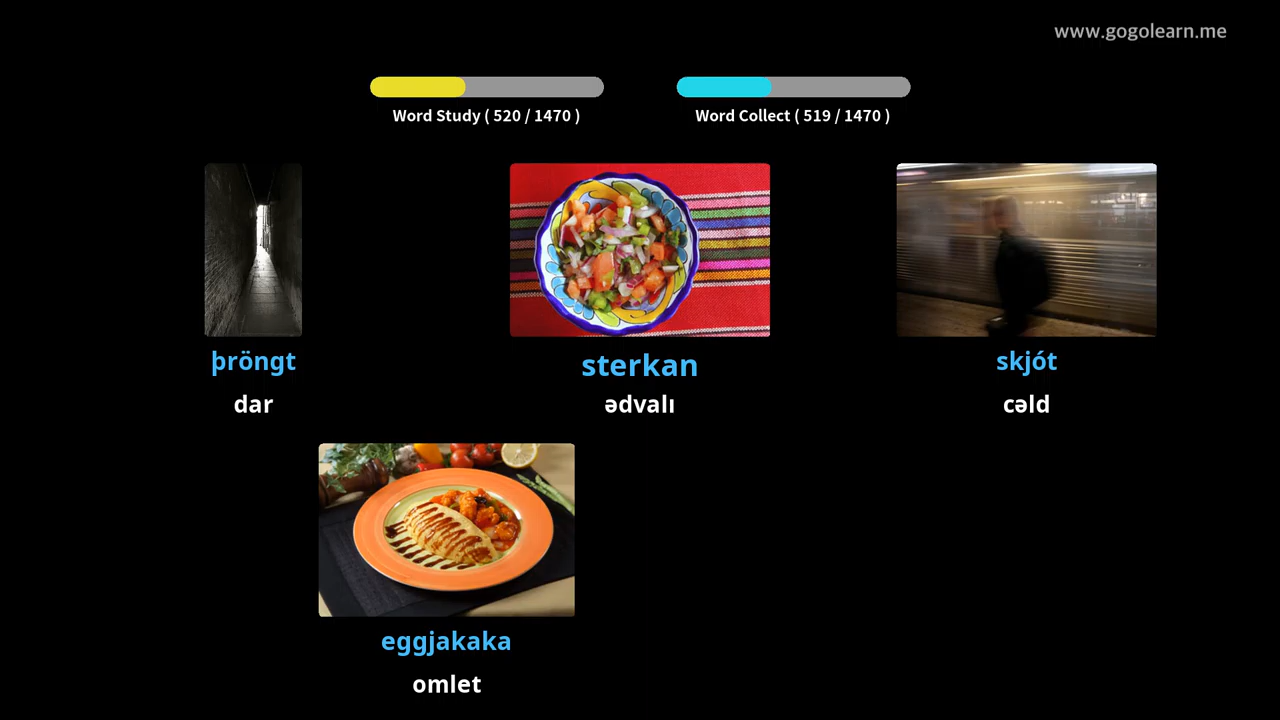 www.gogolearn.me
Word Study ( 520 / 1470 )
Word Collect ( 519 / 1470 )
þröngt
dar
sterkan
ədvalı
skjót
cəld
eggjakaka
omlet